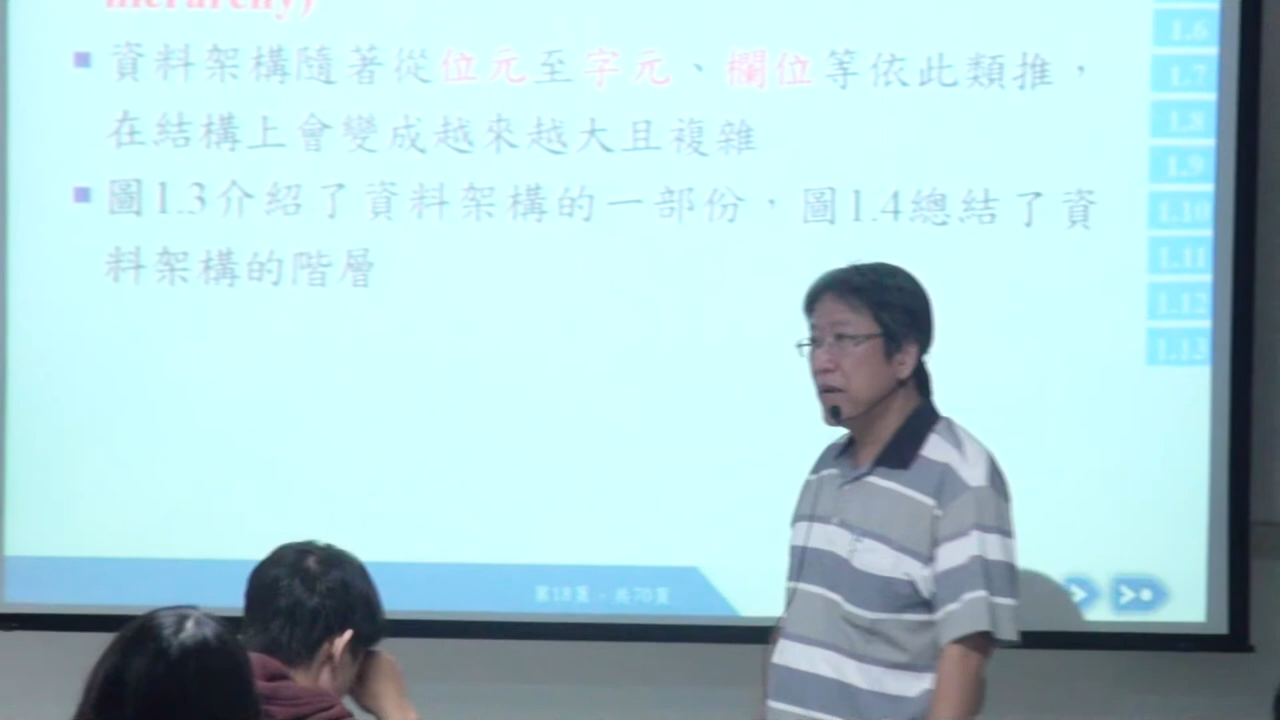 hierarchy)
資料架構隨著從位元至字元、欄位等依此類推，
在結構上會變成越來越大且複雜
圖1.3介紹了資料架構的一部份，圖1.4總結了資
料架構的階層
1.6
1.7
1.8
1.9
1.10
1.11
1.12
1.13
第18頁，共70頁